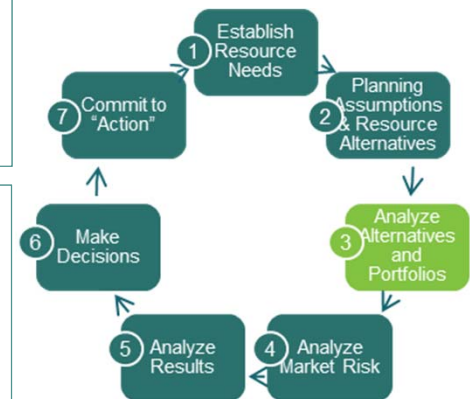 1
Establish
Resource
Needs
2
Planning
Assumptions
& Resource
Alternatives
3
Analyze
Alternatives
and
Portfolios
4
Analyze
Market Risk
5
Analyze
Results
6
Make
Decisions
7
Commit to
“Action”